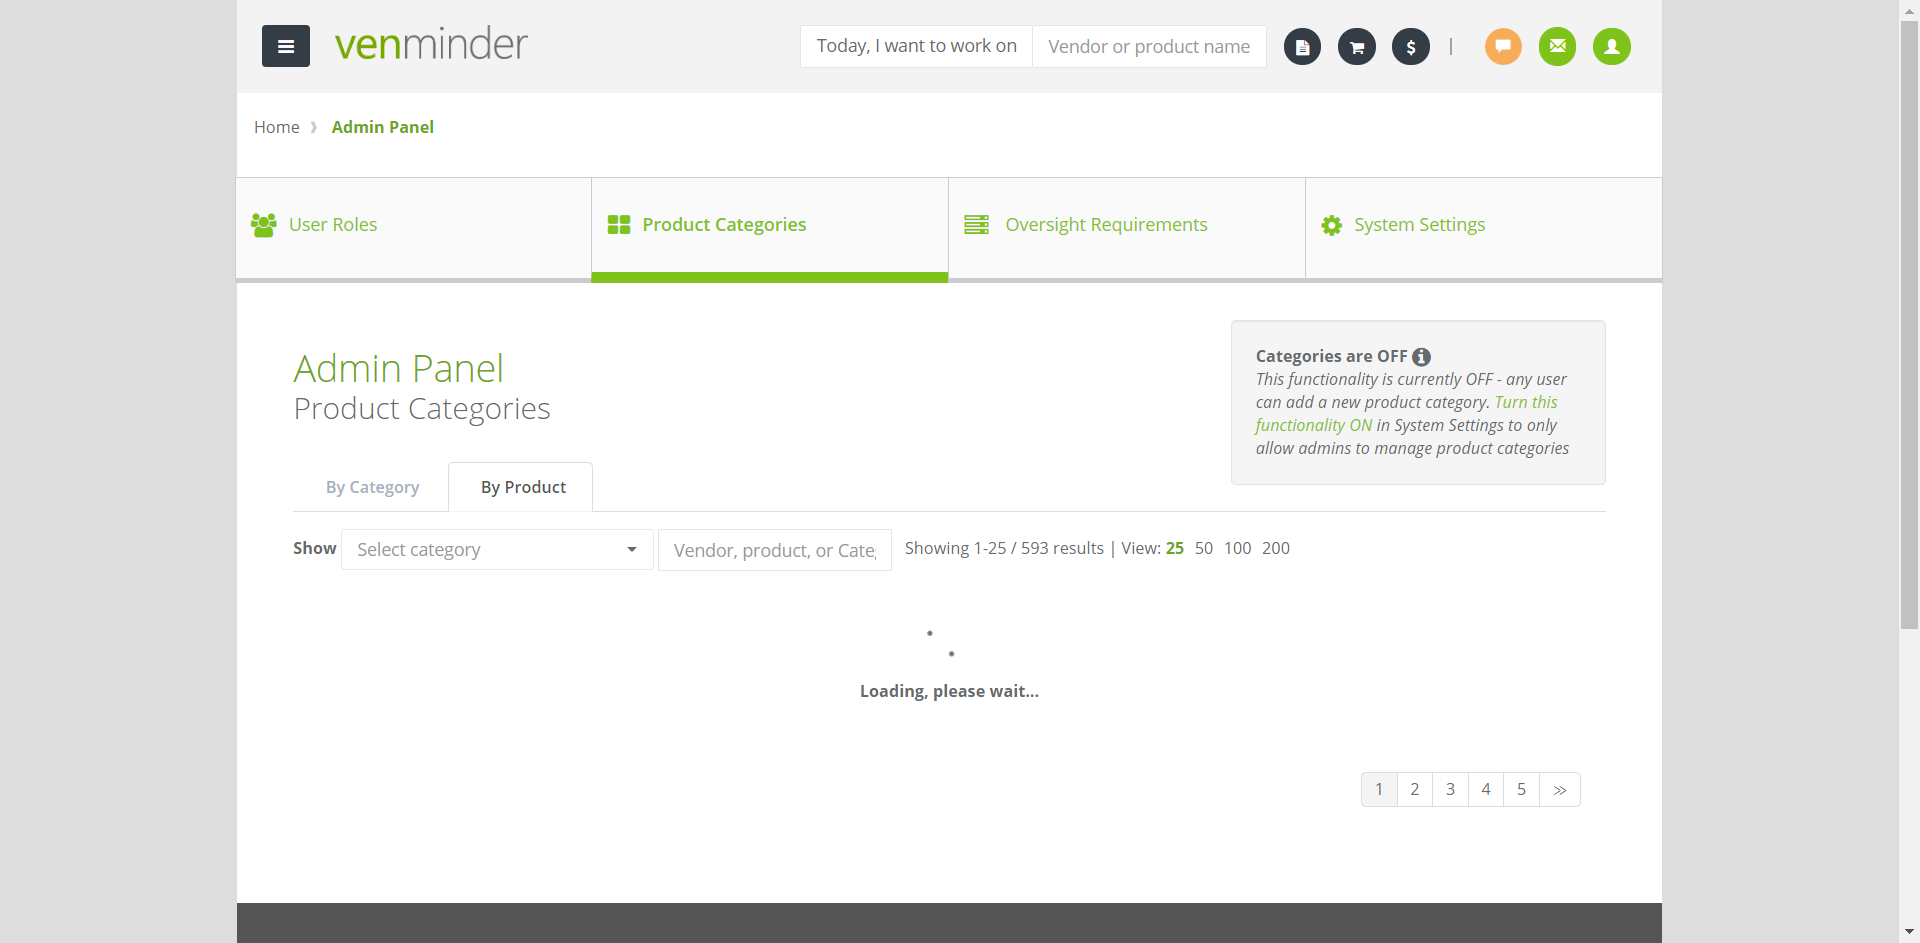 venminder
Today, I want to work on
Vendor or product name
$
|
Home
Admin Panel
User Roles
Product Categories
Oversight Requirements
System Settings
Admin Panel
Product Categories
Categories are OFF
This functionality is currently OFF - any user
can add a new product category. Turn this
functionality ON in System Settings to only
allow admins to manage product categories
By Category
By Product
Show
Select category
Vendor, product, or Cate
Showing 1-25 / 593 results | View: 25 50 100 200
Loading, please wait...
1 2 3 4 5 »